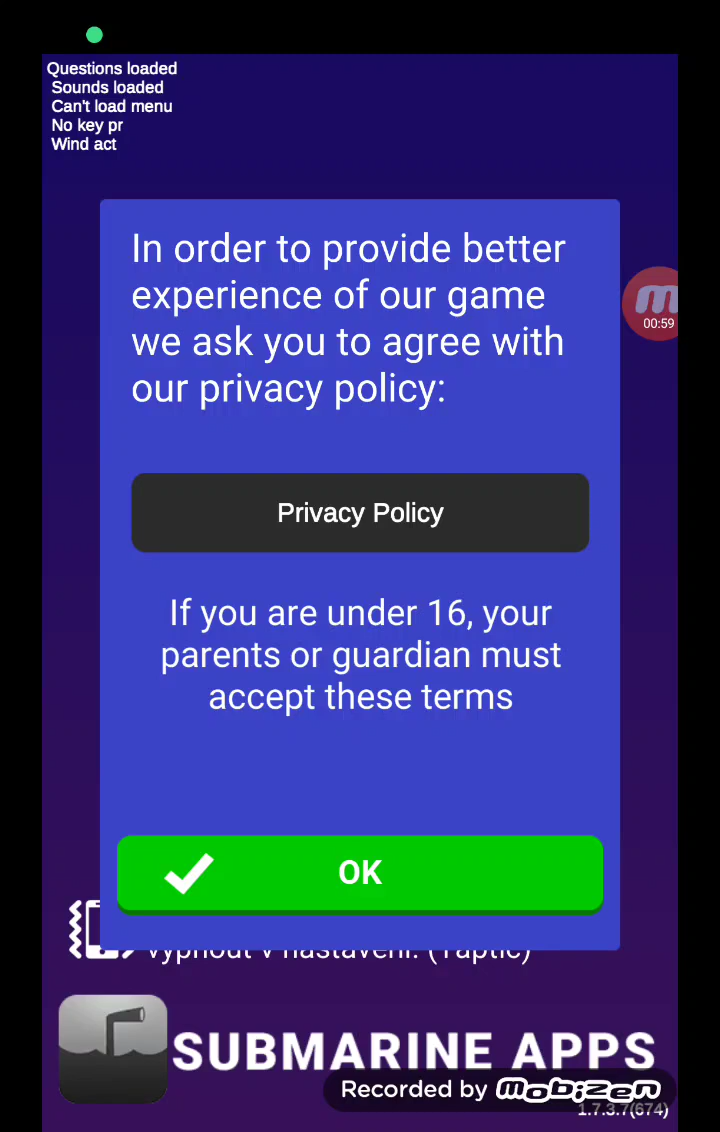 Questions loaded
Sounds loaded
Can't load menu
No key pr
Wind act
In order to provide better
experience of our game
we ask you to agree with
our privacy policy:
00:59
Privacy Policy
If you are under 16, your
parents or guardian must
accept these terms
OK
vypnout v nastavení. (Taptic)
SUBMARINE APPS
Recorded by mobizen
1.7.3.7(674)